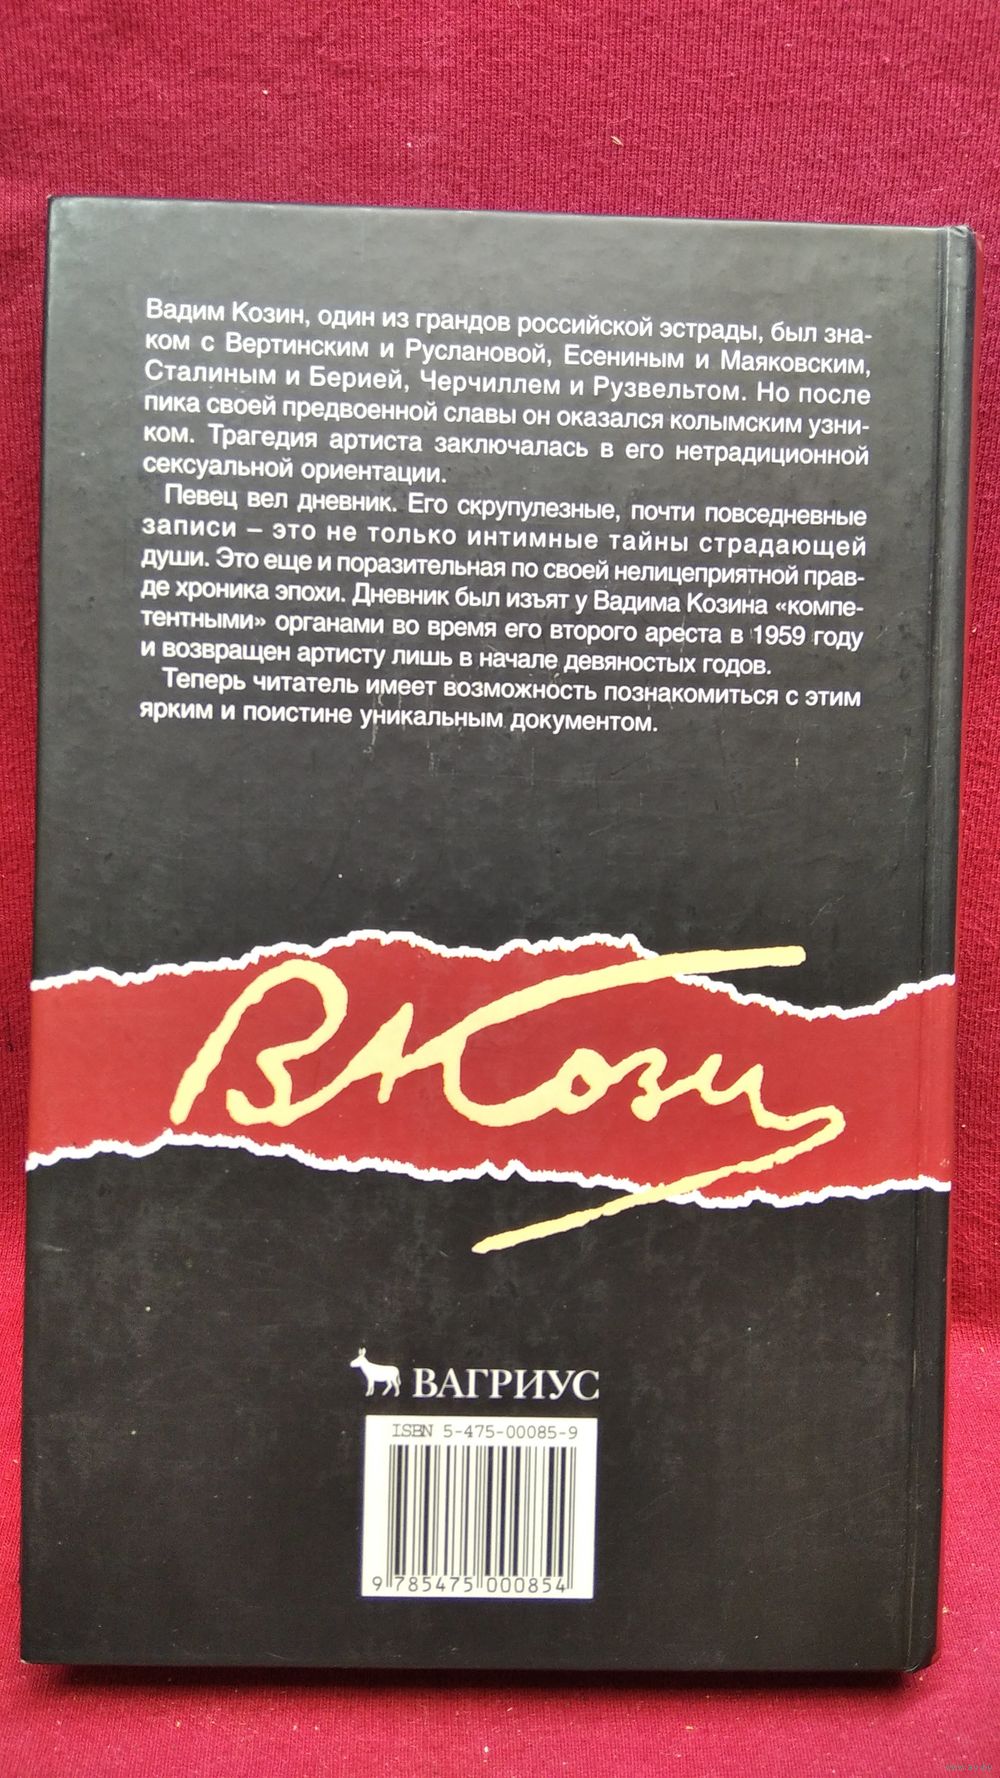 Вадим Козин, один из грандов российской эстрады, был зна-
ком с Вертинским и Руслановой, Есениным и Маяковским,
Сталиным и Берией, Черчиллем и Рузвельтом. Но после
пика своей предвоенной славы он оказался колымским узни-
ком. Трагедия артиста заключалась в его нетрадиционной
сексуальной ориентации.
Певец вел дневник. Его скрупулезные, почти повседневные
записи – это не только интимные тайны страдающей
души. Это еще и поразительная по своей нелицеприятной прав-
де хроника эпохи. Дневник был изъят у Вадима Козина «компе-
тентными» органами во время его второго ареста в 1959 году
и возвращен артисту лишь в начале девяностых годов.
Теперь читатель имеет возможность познакомиться с этим
ярким и поистине уникальным документом.
ВКози
ВАГРИУС
ISBN 5-475-00085-9
9 785475 000854